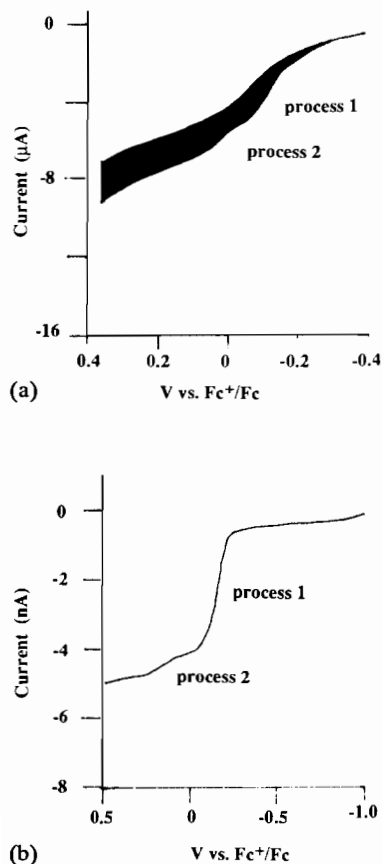 0
-8
-16
Current (µA)
process 1
process 2
0.4 0.2 0 -0.2 -0.4
V vs. Fc⁺/Fc
(a)
0
-2
-4
-6
-8
Current (nA)
process 1
process 2
0.5 0 -0.5 -1.0
V vs. Fc⁺/Fc
(b)